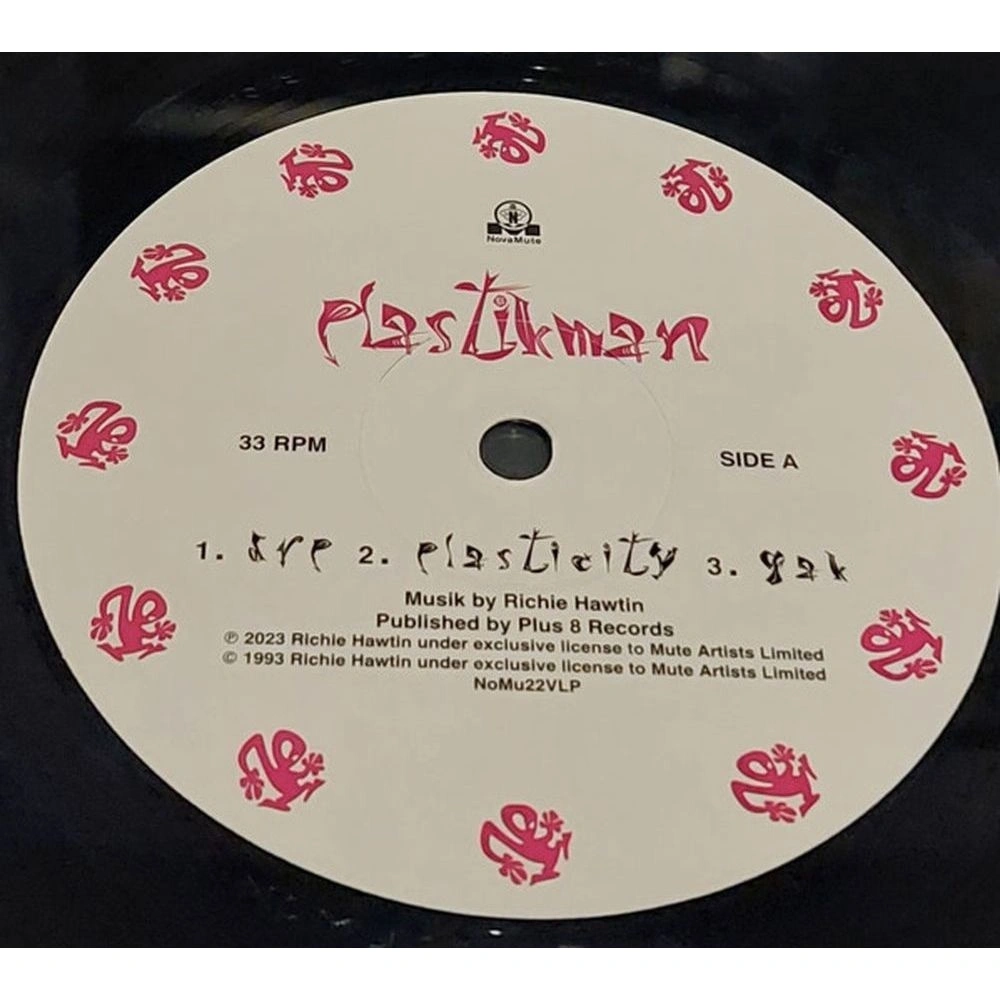 N
NovaMute
plastikman
33 RPM
SIDE A
1. are 2. plasticity 3. gak
Musik by Richie Hawtin
Published by Plus 8 Records
℗ 2023 Richie Hawtin under exclusive license to Mute Artists Limited
© 1993 Richie Hawtin under exclusive license to Mute Artists Limited
NoMu22VLP